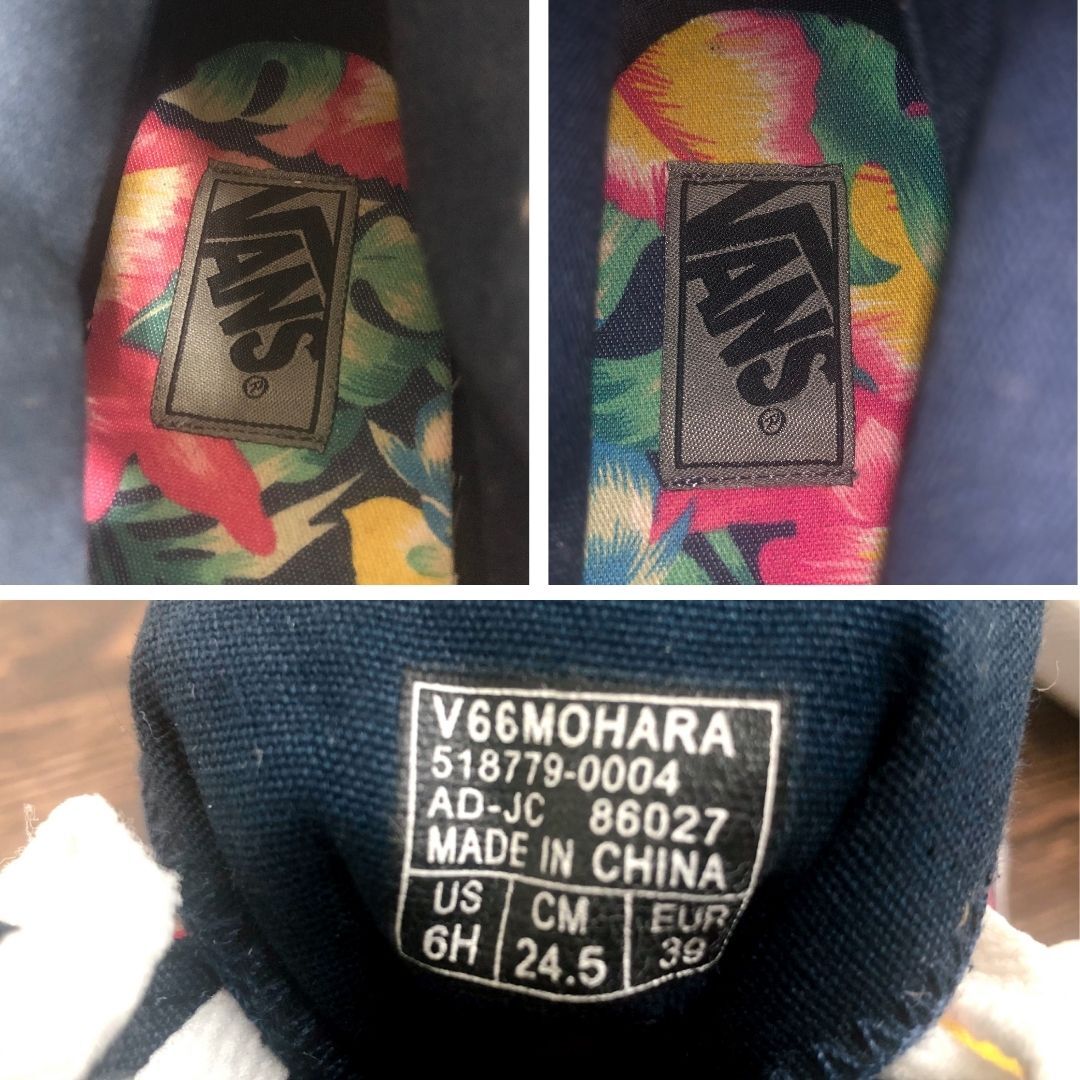 VANS
®
VANS
®
V66MOHARA
518779-0004
AD-JC 86027
MADE IN CHINA
US CM EUR
6H 24.5 39